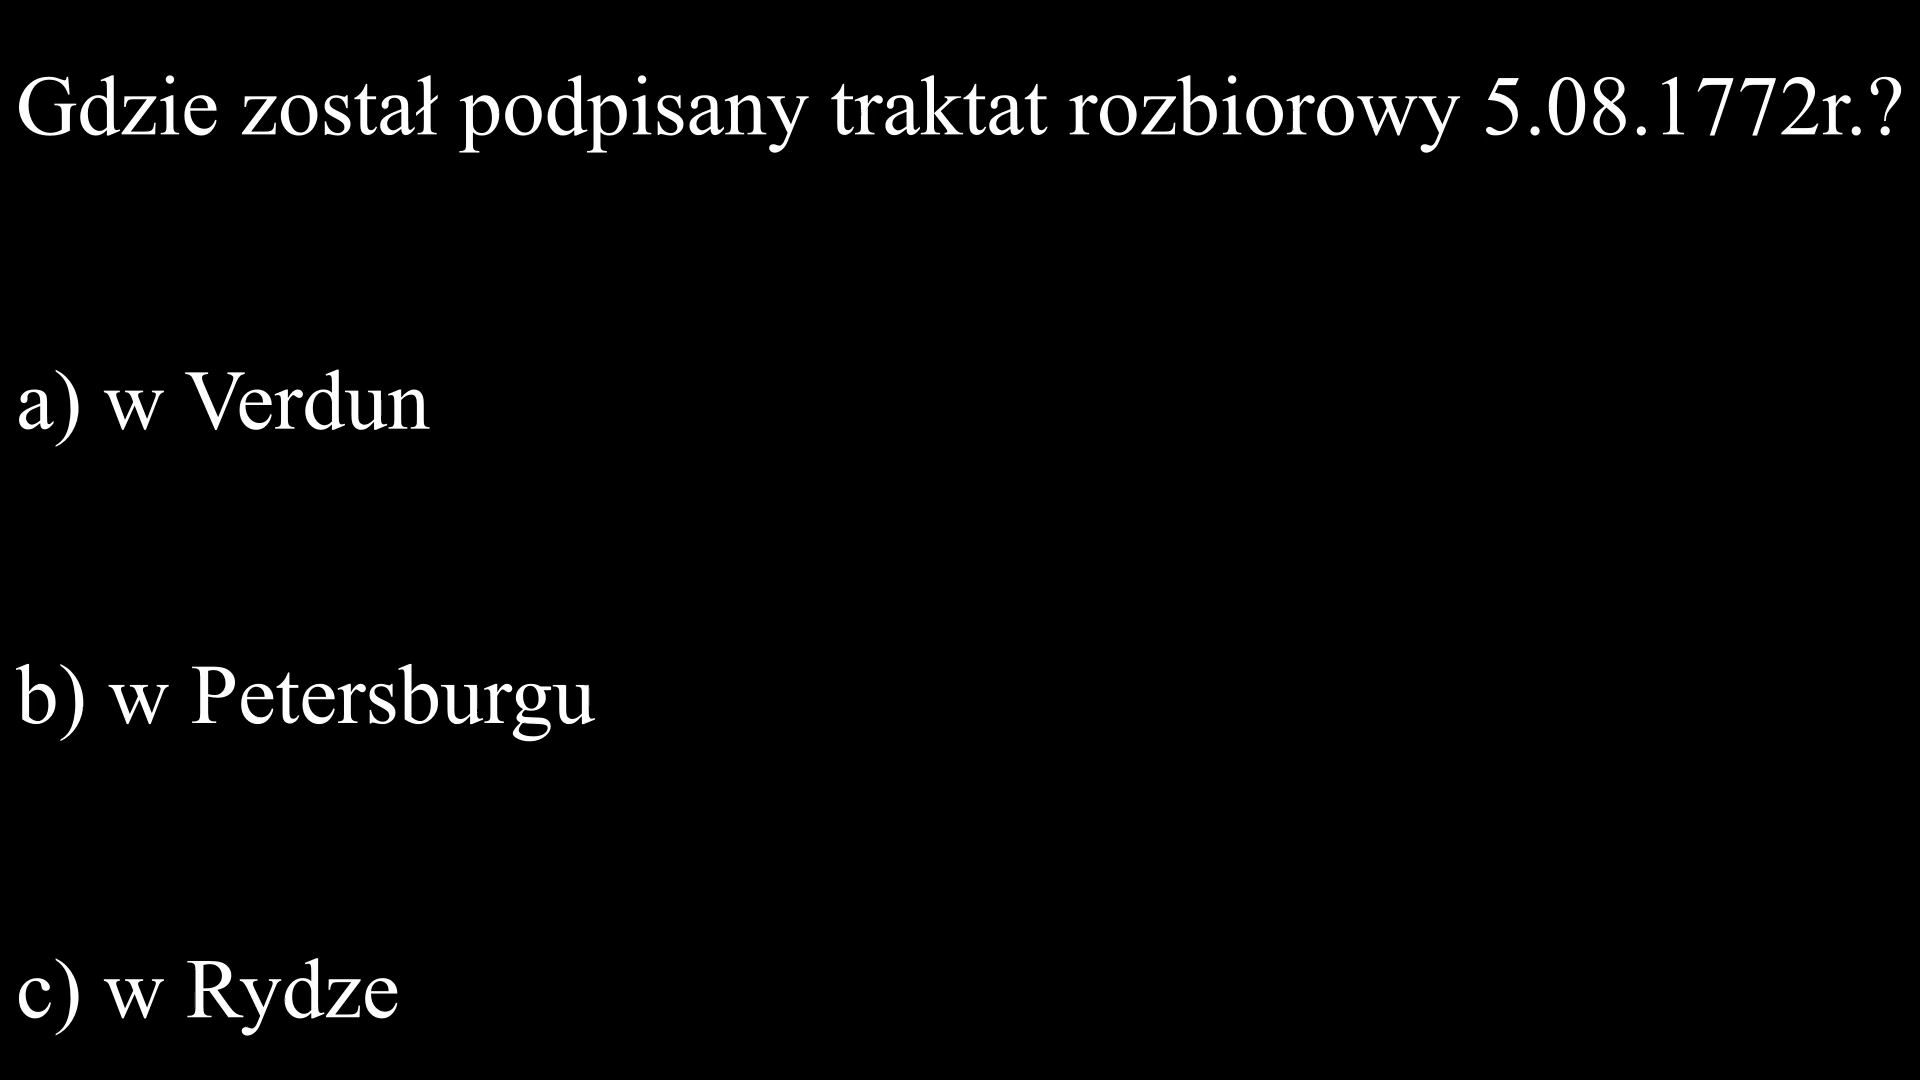 Gdzie został podpisany traktat rozbiorowy 5.08.1772r.?
a) w Verdun
b) w Petersburgu
c) w Rydze